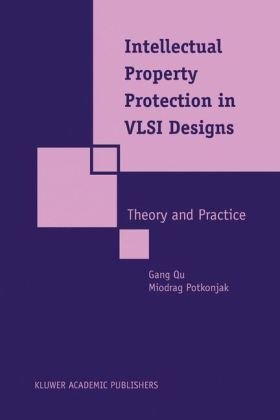 Intellectual
Property
Protection in
VLSI Designs
Theory and Practice
Gang Qu
Miodrag Potkonjak
KLUWER ACADEMIC PUBLISHERS